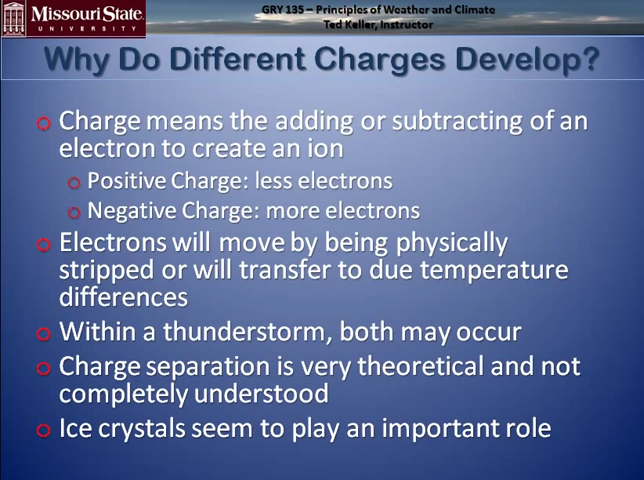 Missouri State.
UNIVERSITY
GRY 135 – Principles of Weather and Climate
Ted Keller, Instructor
Why Do Different Charges Develop?
Charge means the adding or subtracting of an
electron to create an ion
Positive Charge: less electrons
Negative Charge: more electrons
Electrons will move by being physically
stripped or will transfer to due temperature
differences
Within a thunderstorm, both may occur
Charge separation is very theoretical and not
completely understood
Ice crystals seem to play an important role